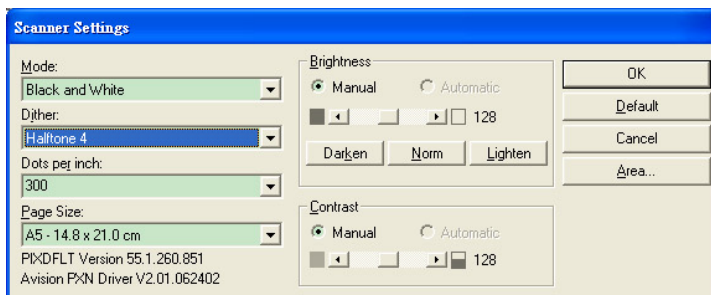 Scanner Settings
Mode:
Black and White
Dither:
Halftone 4
Dots per inch:
300
Page Size:
A5 - 14.8 x 21.0 cm
PIXDFLT Version 55.1.260.851
Avision PXN Driver V2.01.062402
Brightness
Manual Automatic
128
Darken Norm Lighten
Contrast
Manual Automatic
128
OK
Default
Cancel
Area...